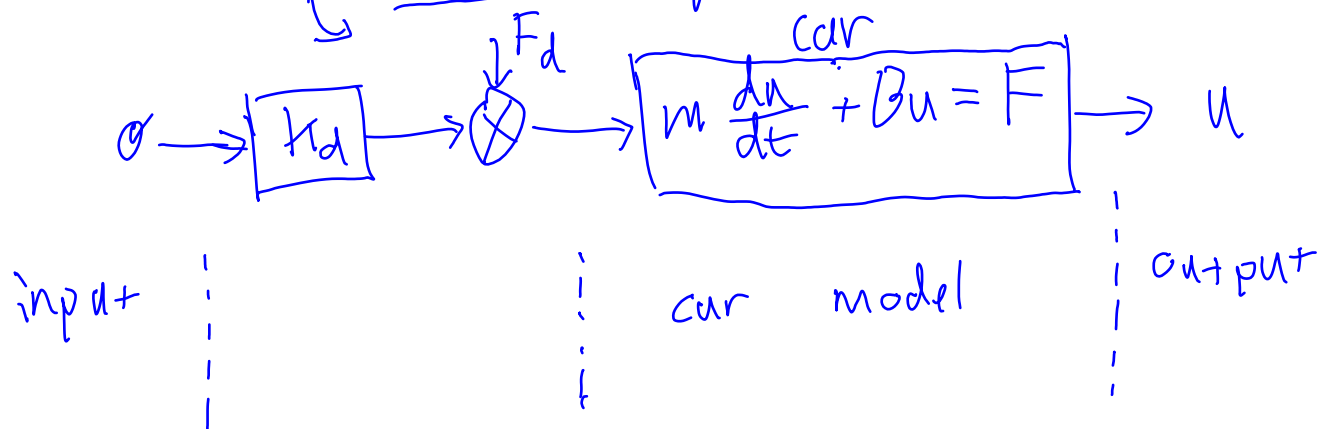 F_d
car
σ → K_d → ⊗ → m du/dt + Bu = F → u
input car model output